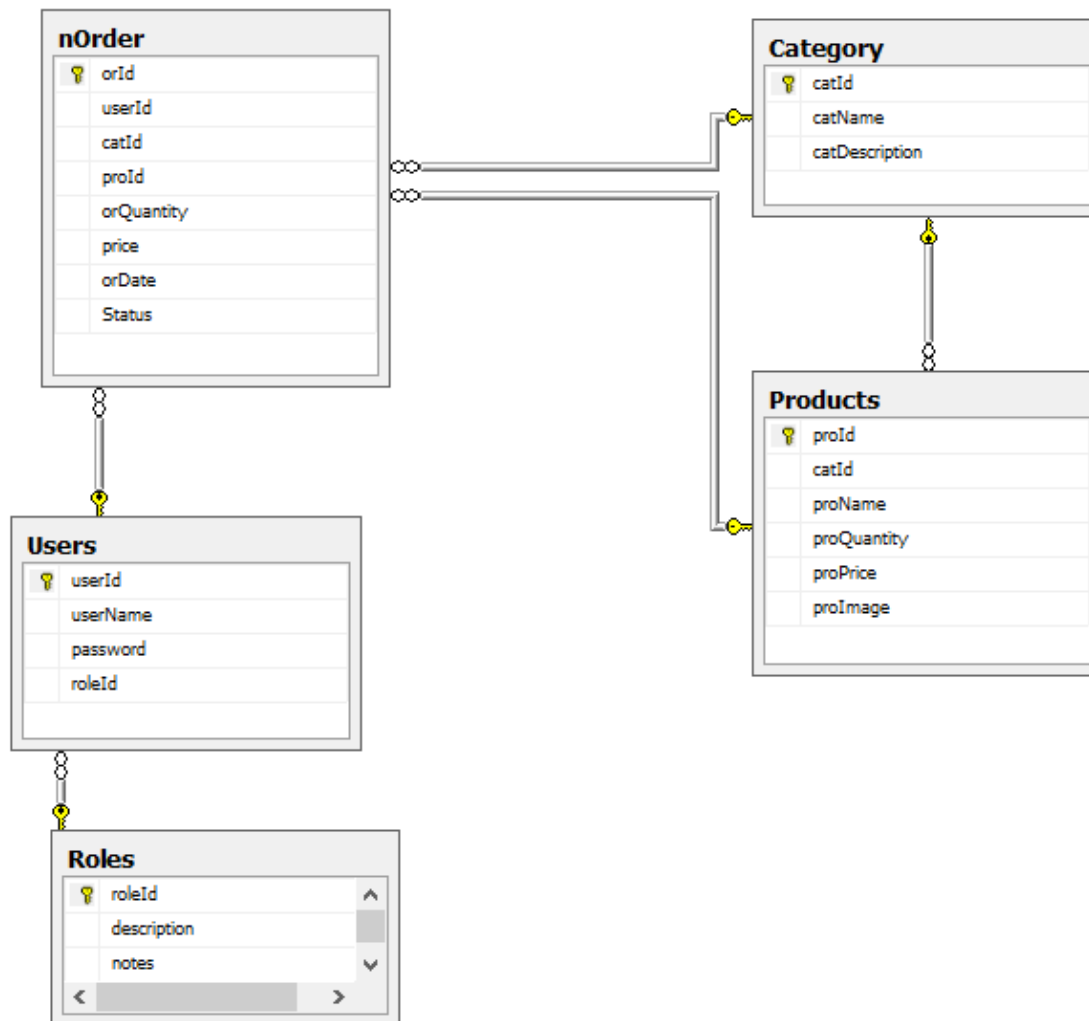 nOrder
orId
userId
catId
proId
orQuantity
price
orDate
Status
Category
catId
catName
catDescription
Products
proId
catId
proName
proQuantity
proPrice
proImage
Users
userId
userName
password
roleId
Roles
roleId
description
notes